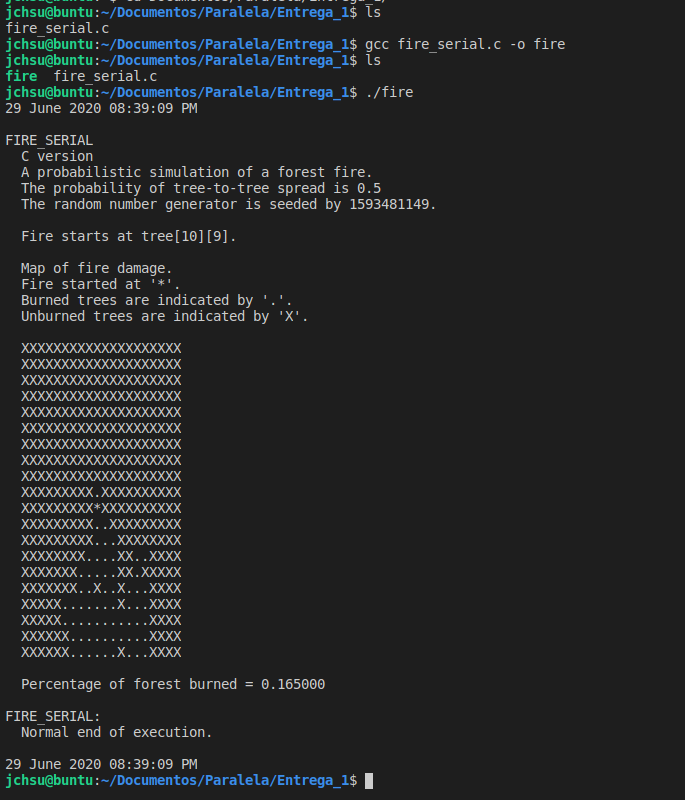 jchsu@buntu:~/Documentos/Paralela/Entrega_1$ ls
fire_serial.c
jchsu@buntu:~/Documentos/Paralela/Entrega_1$ gcc fire_serial.c -o fire
jchsu@buntu:~/Documentos/Paralela/Entrega_1$ ls
fire  fire_serial.c
jchsu@buntu:~/Documentos/Paralela/Entrega_1$ ./fire
29 June 2020 08:39:09 PM

FIRE_SERIAL
  C version
  A probabilistic simulation of a forest fire.
  The probability of tree-to-tree spread is 0.5
  The random number generator is seeded by 1593481149.

  Fire starts at tree[10][9].

  Map of fire damage.
  Fire started at '*'.
  Burned trees are indicated by '.'.
  Unburned trees are indicated by 'X'.

  XXXXXXXXXXXXXXXXXXXX
  XXXXXXXXXXXXXXXXXXXX
  XXXXXXXXXXXXXXXXXXXX
  XXXXXXXXXXXXXXXXXXXX
  XXXXXXXXXXXXXXXXXXXX
  XXXXXXXXXXXXXXXXXXXX
  XXXXXXXXXXXXXXXXXXXX
  XXXXXXXXXXXXXXXXXXXX
  XXXXXXXXXXXXXXXXXXXX
  XXXXXXXXX.XXXXXXXXXX
  XXXXXXXXX*XXXXXXXXXX
  XXXXXXXXX..XXXXXXXXX
  XXXXXXXXX...XXXXXXXX
  XXXXXXXX....XX..XXXX
  XXXXXXX.....XX.XXXXX
  XXXXXXX..X..X...XXXX
  XXXXX.......X...XXXX
  XXXXX...........XXXX
  XXXXXX..........XXXX
  XXXXXX......X...XXXX

  Percentage of forest burned = 0.165000

FIRE_SERIAL:
  Normal end of execution.

29 June 2020 08:39:09 PM
jchsu@buntu:~/Documentos/Paralela/Entrega_1$